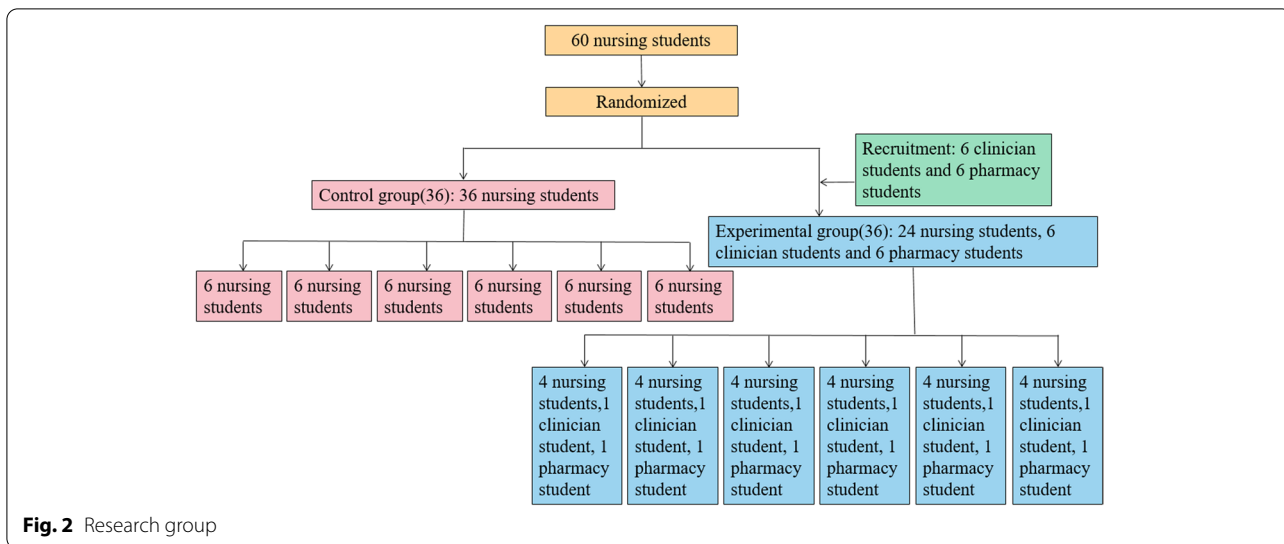 60 nursing students
Randomized
Recruitment: 6 clinician
students and 6 pharmacy
students
Control group(36): 36 nursing students
Experimental group(36): 24 nursing students, 6
clinician students and 6 pharmacy students
6 nursing
students
6 nursing
students
6 nursing
students
6 nursing
students
6 nursing
students
6 nursing
students
4 nursing
students,1
clinician
student, 1
pharmacy
student
4 nursing
students,1
clinician
student, 1
pharmacy
student
4 nursing
students,1
clinician
student, 1
pharmacy
student
4 nursing
students,1
clinician
student, 1
pharmacy
student
4 nursing
students,1
clinician
student, 1
pharmacy
student
4 nursing
students,1
clinician
student, 1
pharmacy
student
Fig. 2 Research group